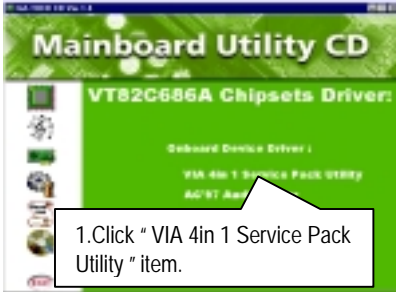 Mainboard Utility CD
VT82C686A Chipsets Driver:
Onboard Device Driver :
VIA 4in 1 Service Pack Utility
AC'97
1.Click “ VIA 4in 1 Service Pack
Utility ” item.